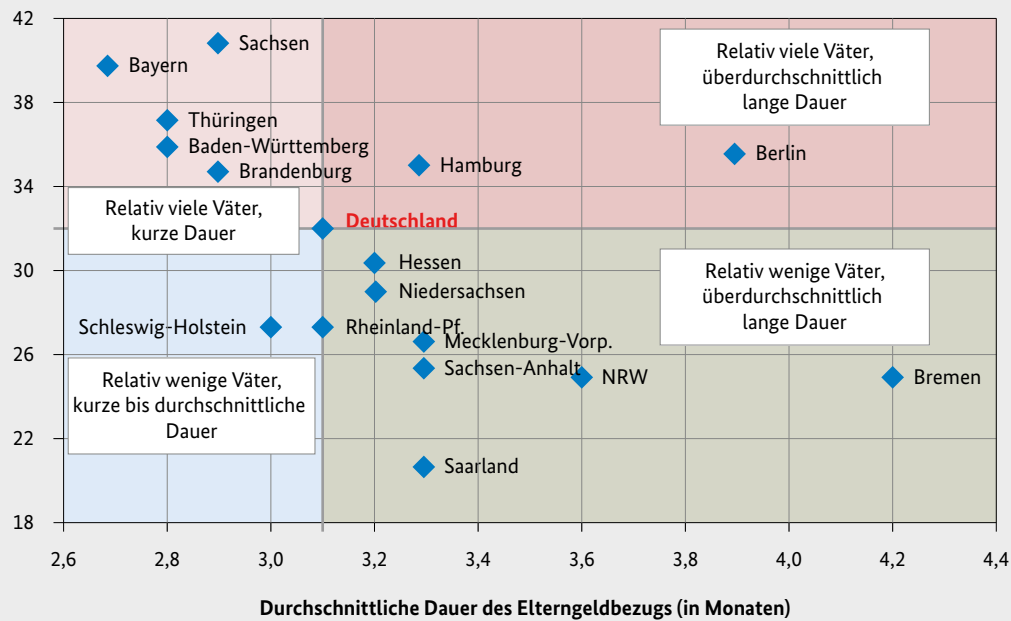 42
38
34
30
26
22
18
Sachsen
Bayern
Thüringen
Baden-Württemberg
Brandenburg
Hamburg
Berlin
Relativ viele Väter,
überdurchschnittlich
lange Dauer
Relativ viele Väter,
kurze Dauer
Deutschland
Hessen
Niedersachsen
Relativ wenige Väter,
überdurchschnittlich
lange Dauer
Schleswig-Holstein
Rheinland-Pf.
Mecklenburg-Vorp.
Sachsen-Anhalt
NRW
Bremen
Relativ wenige Väter,
kurze bis durchschnittliche
Dauer
Saarland
2,6
2,8
3,0
3,2
3,4
3,6
3,8
4,0
4,2
4,4
Durchschnittliche Dauer des Elterngeldbezugs (in Monaten)